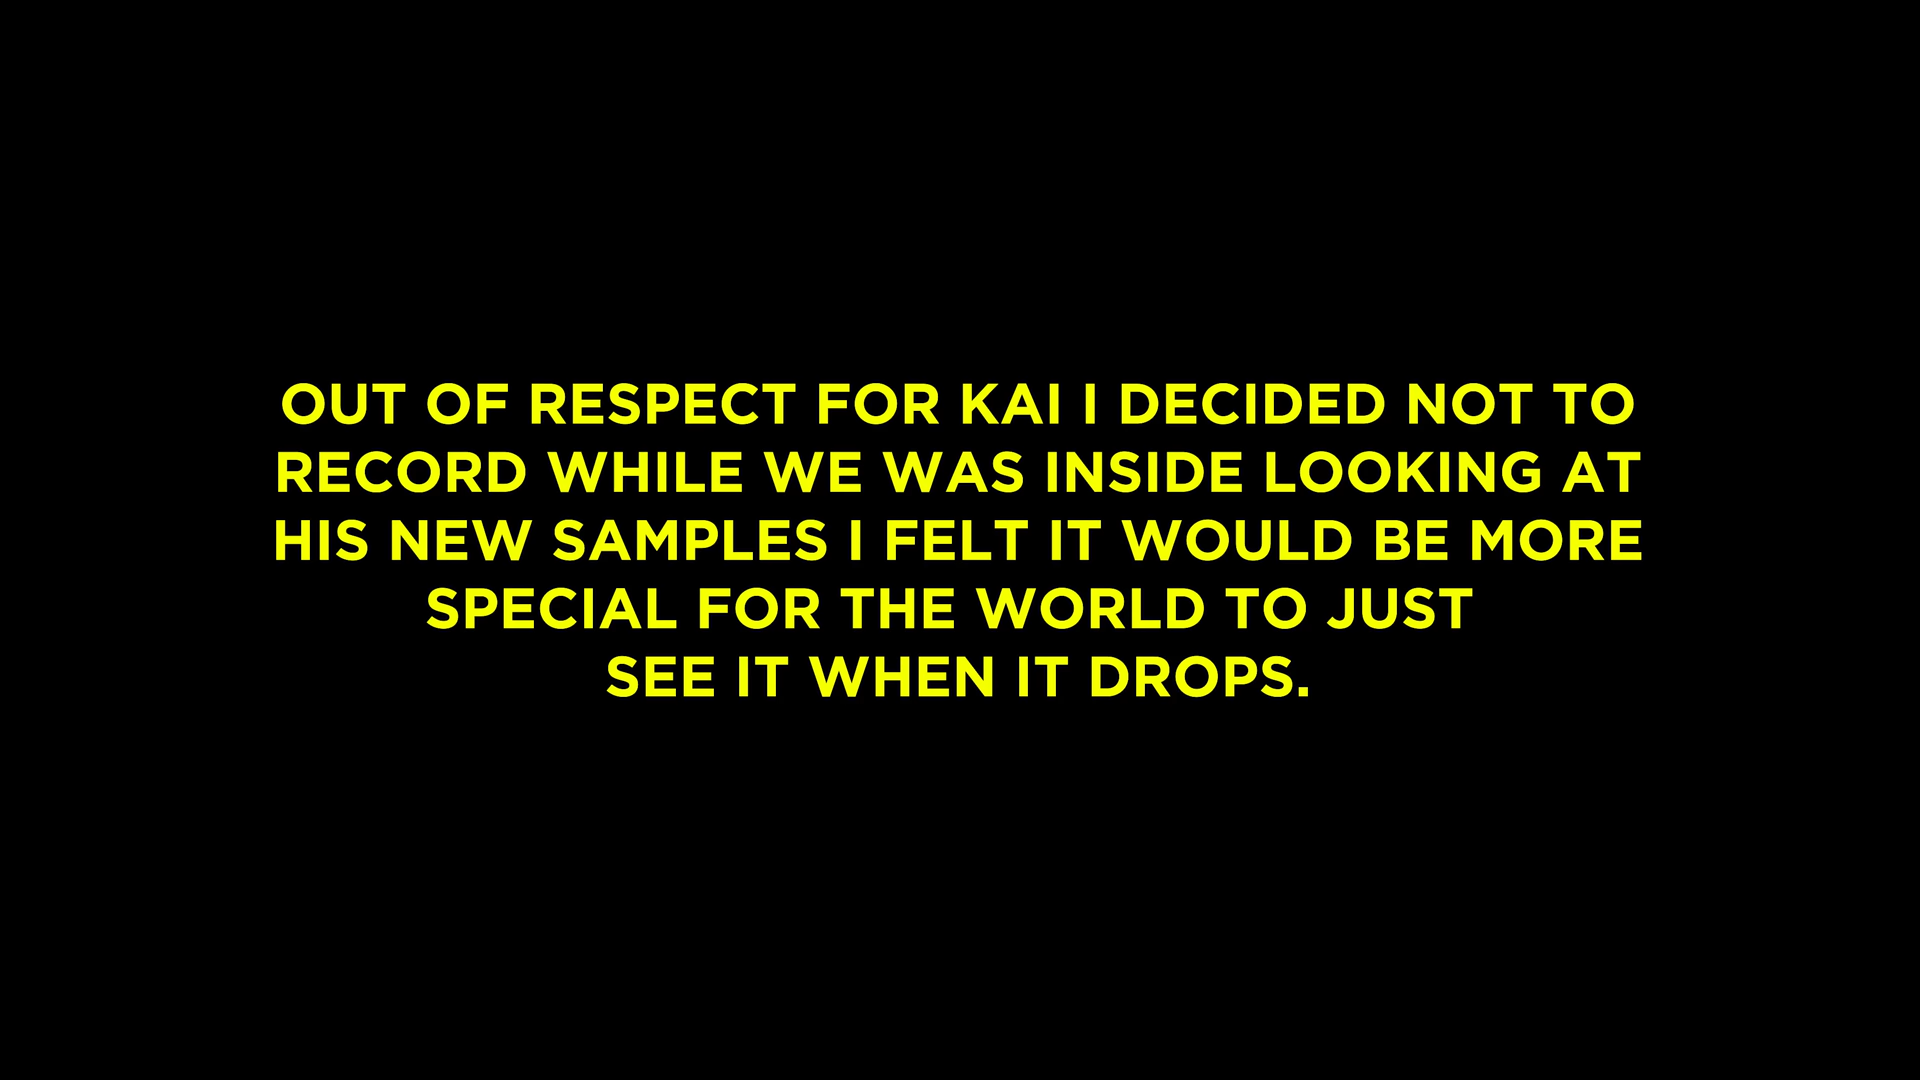 OUT OF RESPECT FOR KAI I DECIDED NOT TO
RECORD WHILE WE WAS INSIDE LOOKING AT
HIS NEW SAMPLES I FELT IT WOULD BE MORE
SPECIAL FOR THE WORLD TO JUST
SEE IT WHEN IT DROPS.